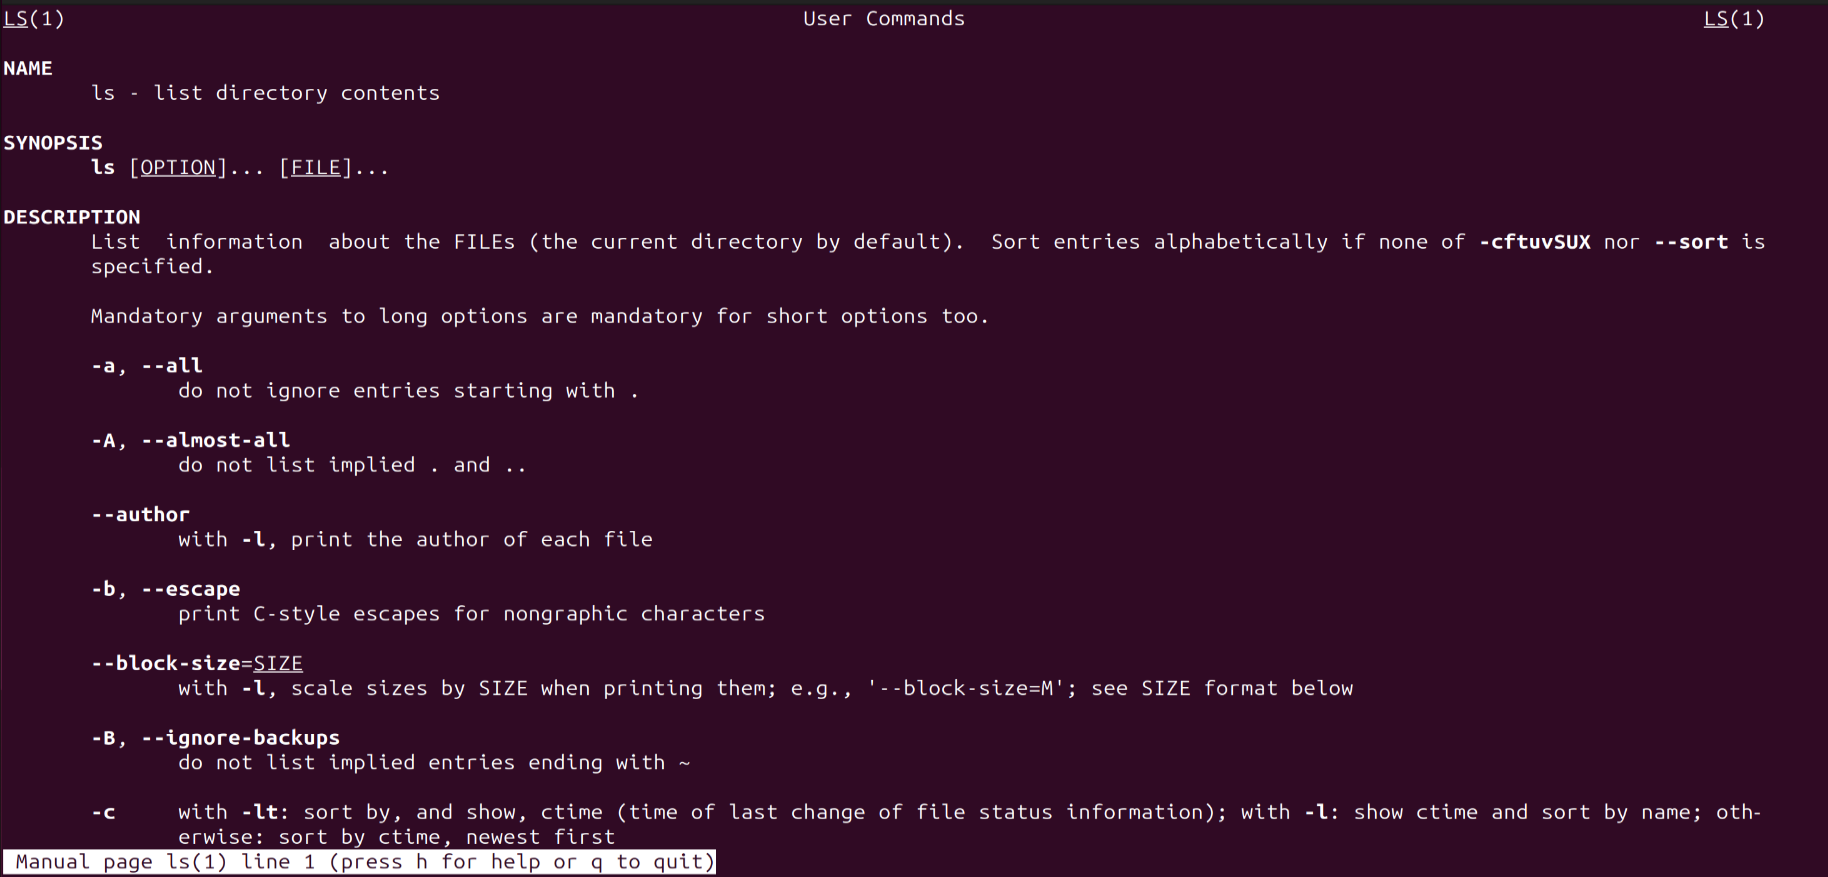 LS(1) User Commands LS(1)
NAME
ls - list directory contents
SYNOPSIS
ls [OPTION]... [FILE]...
DESCRIPTION
List information about the FILEs (the current directory by default). Sort entries alphabetically if none of -cftuvSUX nor --sort is
specified.
Mandatory arguments to long options are mandatory for short options too.
-a, --all
do not ignore entries starting with .
-A, --almost-all
do not list implied . and ..
--author
with -l, print the author of each file
-b, --escape
print C-style escapes for nongraphic characters
--block-size=SIZE
with -l, scale sizes by SIZE when printing them; e.g., '--block-size=M'; see SIZE format below
-B, --ignore-backups
do not list implied entries ending with ~
-c with -lt: sort by, and show, ctime (time of last change of file status information); with -l: show ctime and sort by name; oth-
erwise: sort by ctime, newest first
Manual page ls(1) line 1 (press h for help or q to quit)